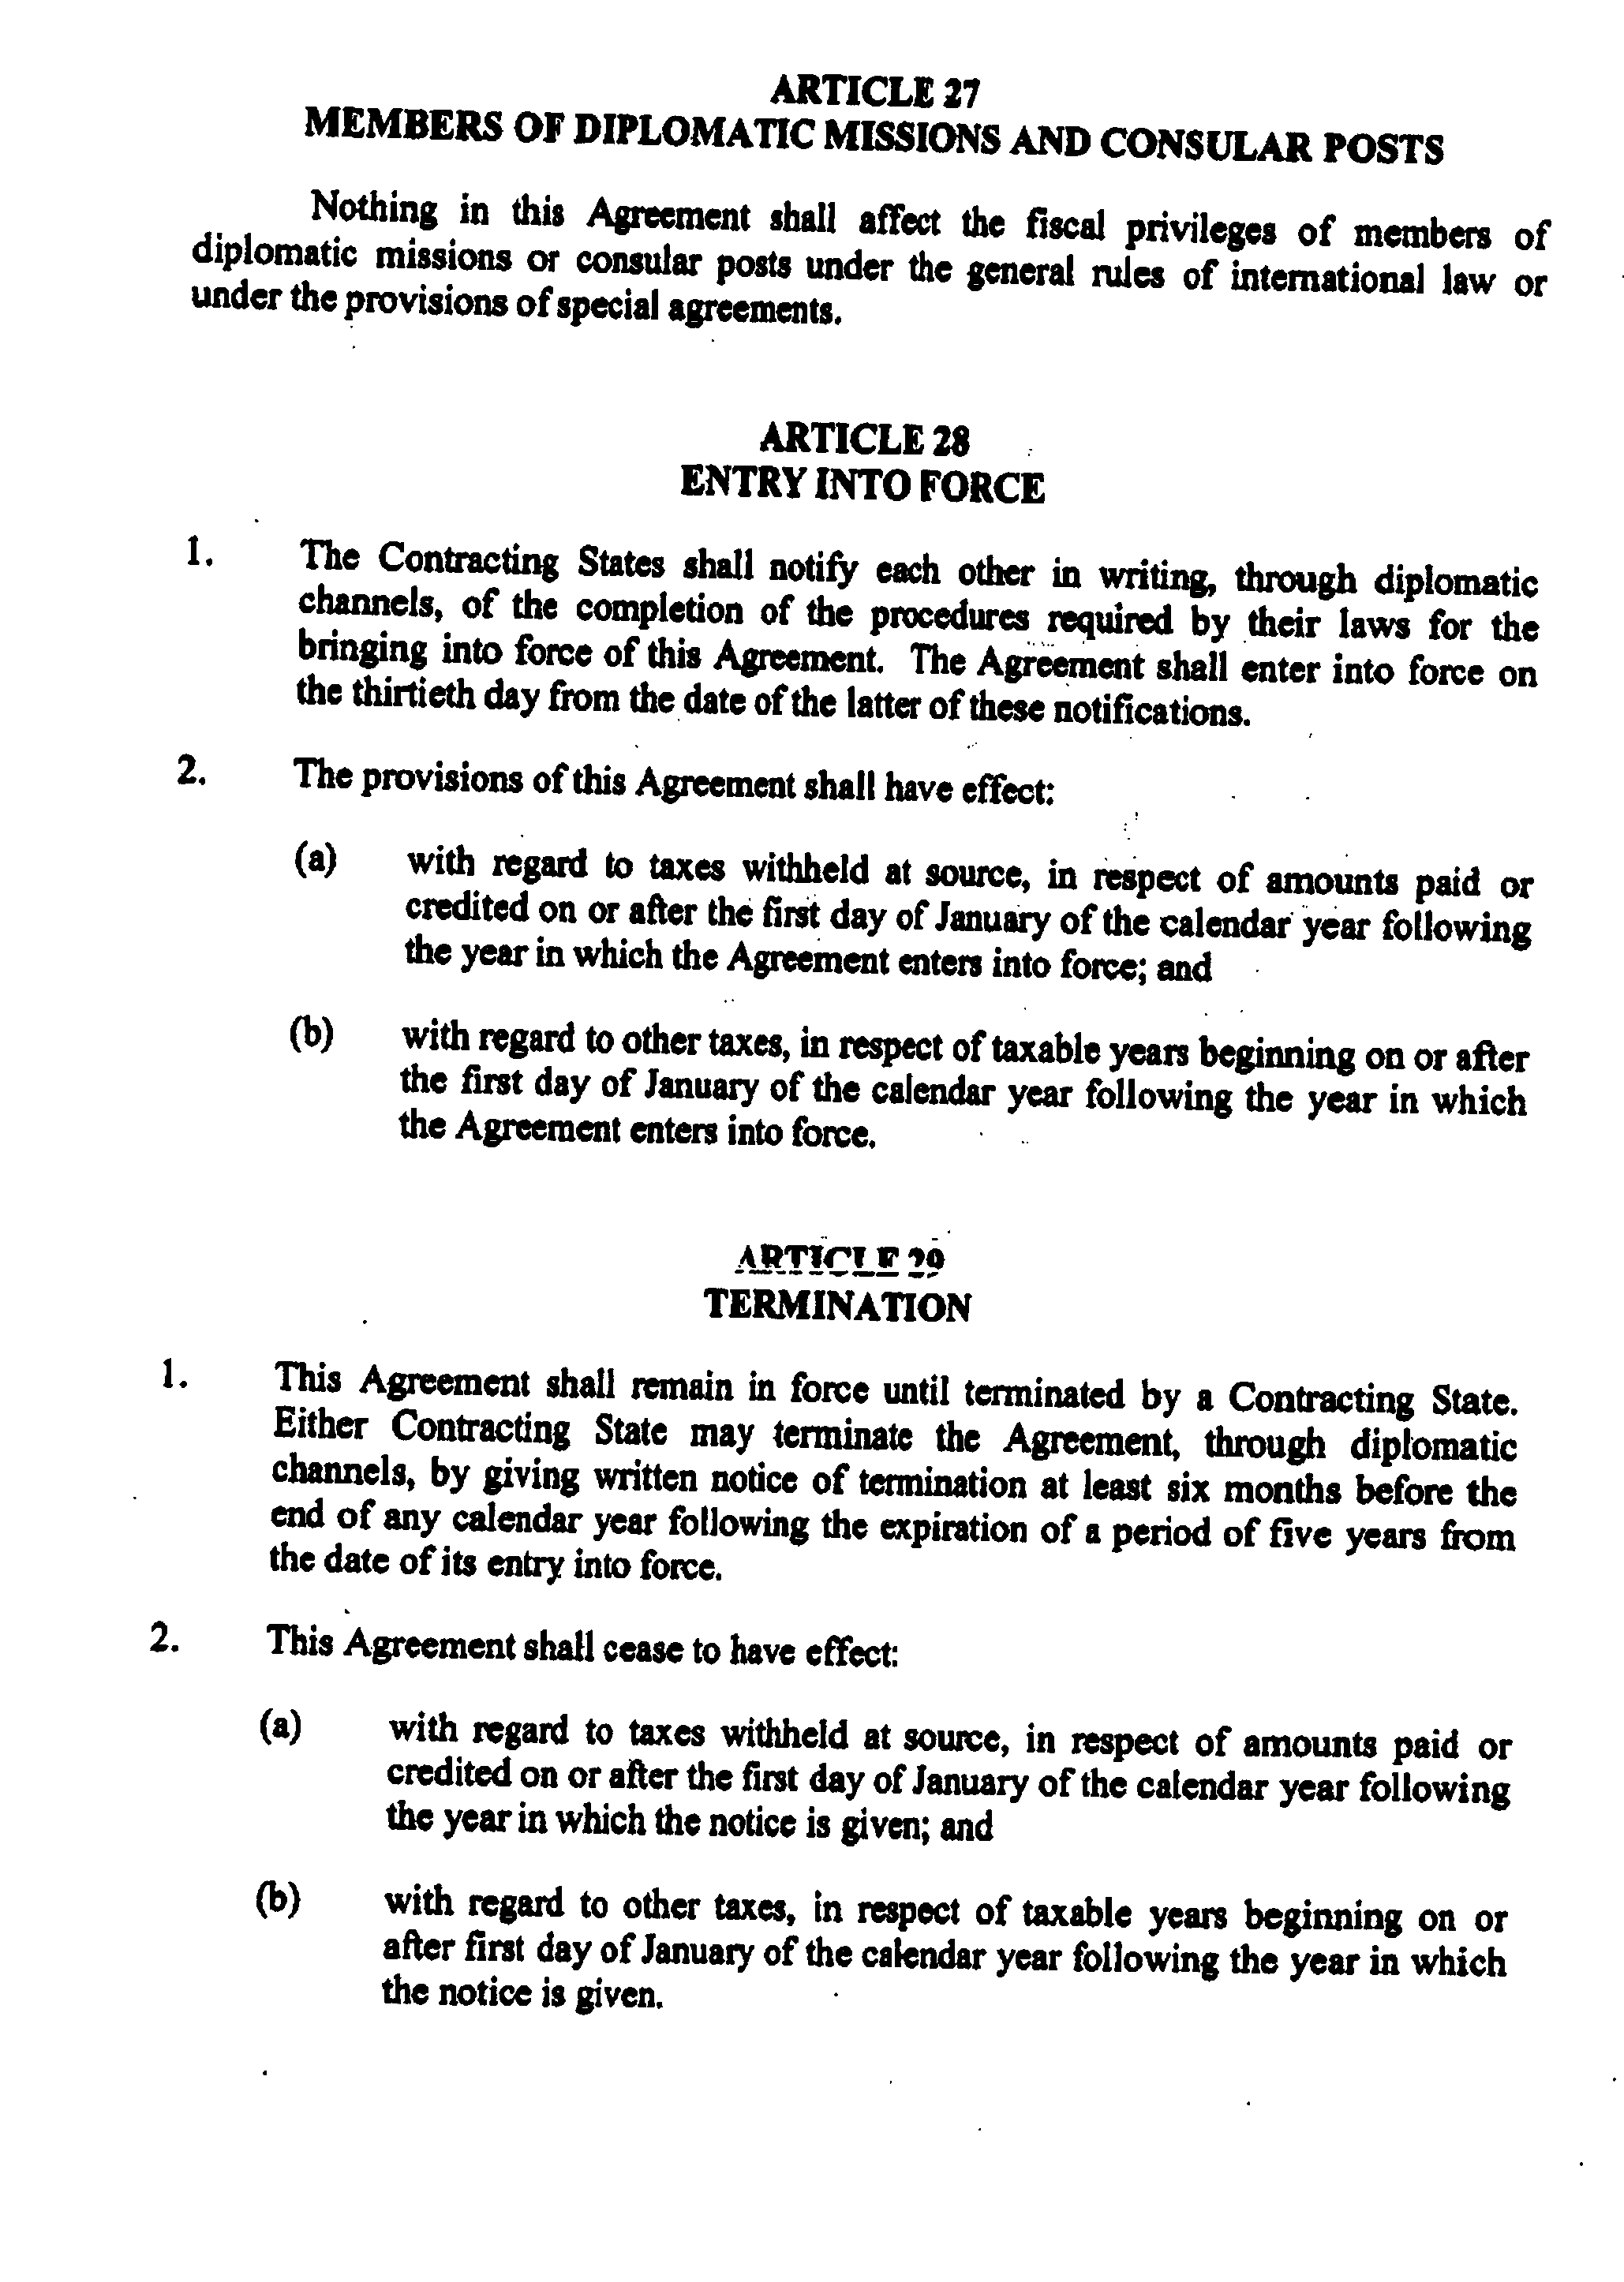 ARTICLE 27
MEMBERS OF DIPLOMATIC MISSIONS AND CONSULAR POSTS
Nothing in this Agreement shall affect the fiscal privileges of members of
diplomatic missions or consular posts under the general rules of international law or
under the provisions of special agreements.
ARTICLE 28
ENTRY INTO FORCE
1. The Contracting States shall notify each other in writing, through diplomatic
channels, of the completion of the procedures required by their laws for the
bringing into force of this Agreement. The Agreement shall enter into force on
the thirtieth day from the date of the latter of these notifications.
2. The provisions of this Agreement shall have effect:
(a) with regard to taxes withheld at source, in respect of amounts paid or
credited on or after the first day of January of the calendar year following
the year in which the Agreement enters into force; and
(b) with regard to other taxes, in respect of taxable years beginning on or after
the first day of January of the calendar year following the year in which
the Agreement enters into force.
ARTICLE 29
TERMINATION
1. This Agreement shall remain in force until terminated by a Contracting State.
Either Contracting State may terminate the Agreement, through diplomatic
channels, by giving written notice of termination at least six months before the
end of any calendar year following the expiration of a period of five years from
the date of its entry into force.
2. This Agreement shall cease to have effect:
(a) with regard to taxes withheld at source, in respect of amounts paid or
credited on or after the first day of January of the calendar year following
the year in which the notice is given; and
(b) with regard to other taxes, in respect of taxable years beginning on or
after first day of January of the calendar year following the year in which
the notice is given.